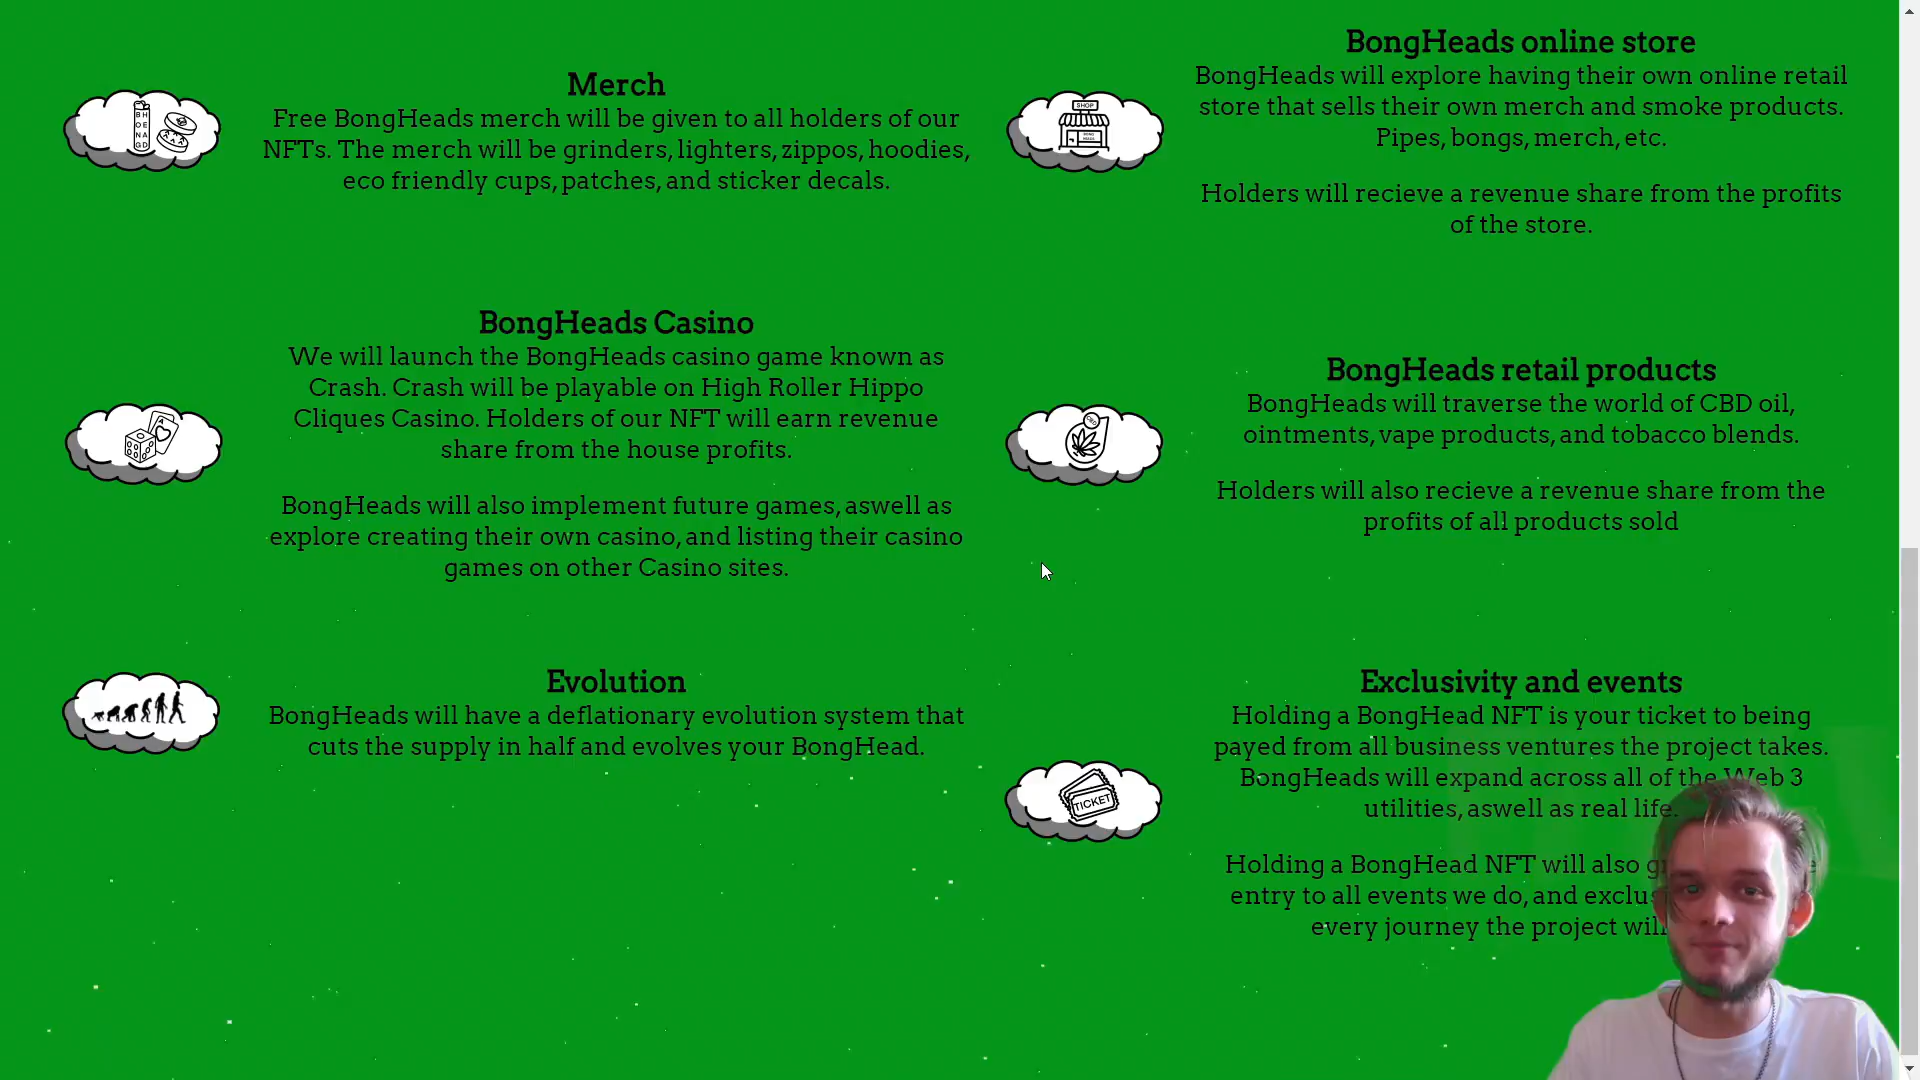 Merch
Free BongHeads merch will be given to all holders of our
NFTs. The merch will be grinders, lighters, zippos, hoodies,
eco friendly cups, patches, and sticker decals.
SHOP
BongHeads online store
BongHeads will explore having their own online retail
store that sells their own merch and smoke products.
Pipes, bongs, merch, etc.
Holders will recieve a revenue share from the profits
of the store.
BongHeads Casino
We will launch the BongHeads casino game known as
Crash. Crash will be playable on High Roller Hippo
Cliques Casino. Holders of our NFT will earn revenue
share from the house profits.
BongHeads will also implement future games, aswell as
explore creating their own casino, and listing their casino
games on other Casino sites.
BongHeads retail products
BongHeads will traverse the world of CBD oil,
ointments, vape products, and tobacco blends.
Holders will also recieve a revenue share from the
profits of all products sold
Evolution
BongHeads will have a deflationary evolution system that
cuts the supply in half and evolves your BongHead.
TICKET
Exclusivity and events
Holding a BongHead NFT is your ticket to being
payed from all business ventures the project takes.
BongHeads will expand across all of the Web 3
utilities, aswell as real life.
Holding a BongHead NFT will also
entry to all events we do, and
every journey the project will